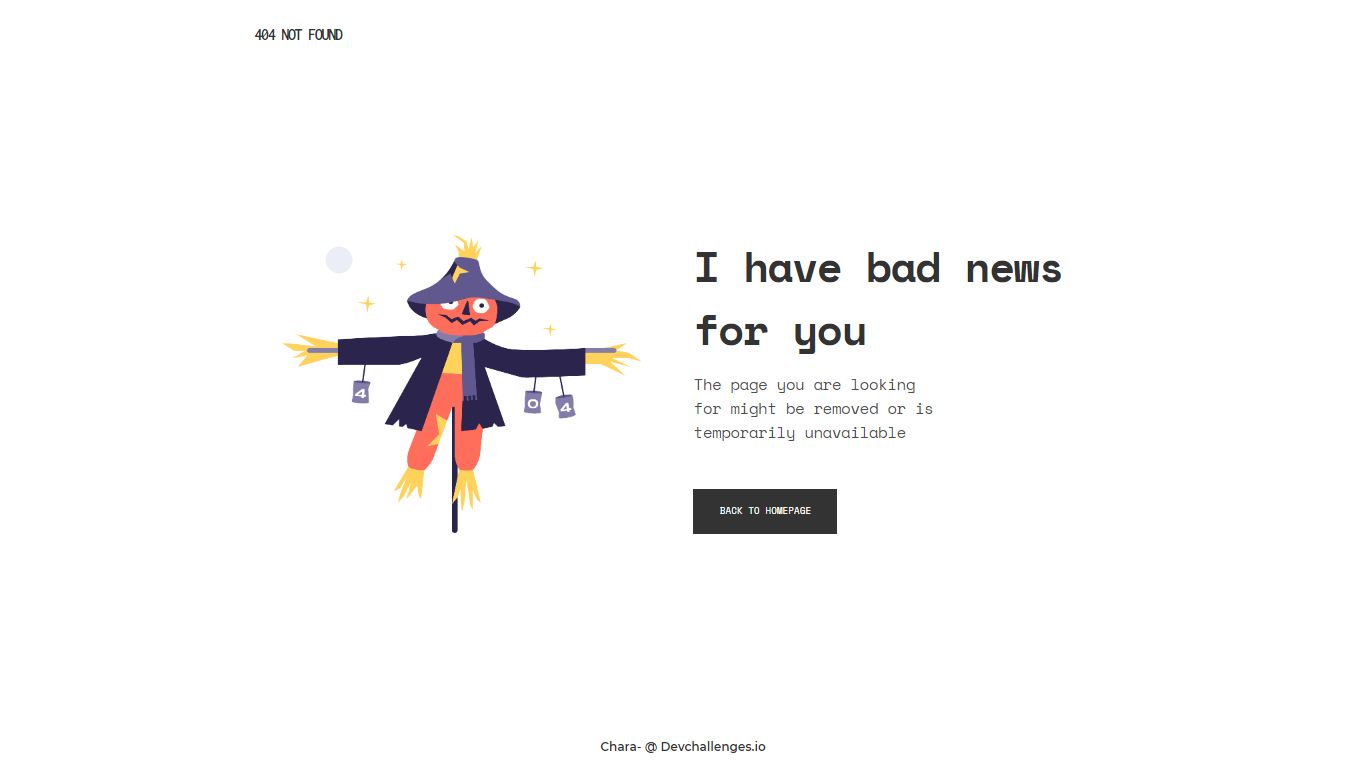 404 NOT FOUND
4
0
4
I have bad news
for you
The page you are looking
for might be removed or is
temporarily unavailable
BACK TO HOMEPAGE
Chara- @ Devchallenges.io